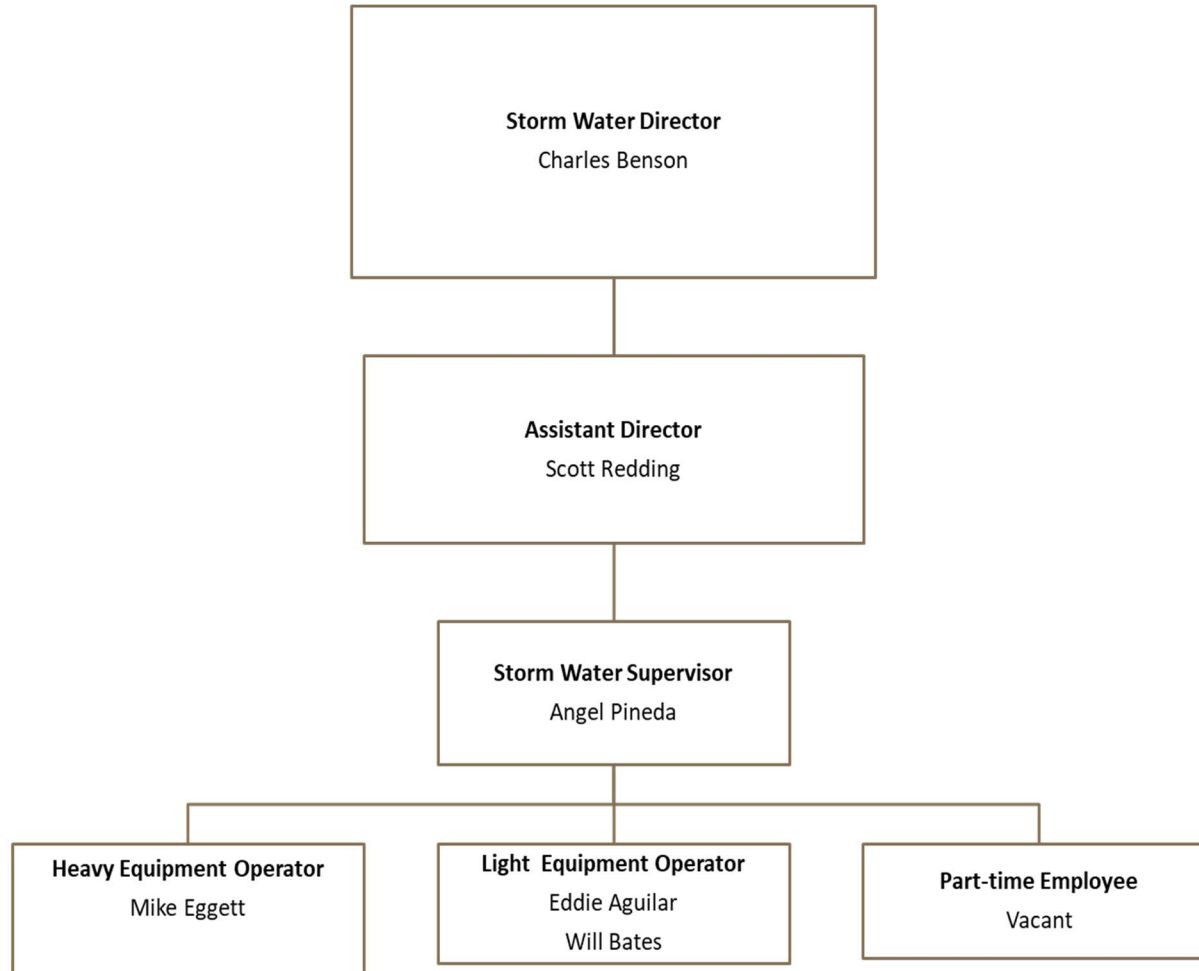 Storm Water Director
Charles Benson
Assistant Director
Scott Redding
Storm Water Supervisor
Angel Pineda
Heavy Equipment Operator
Mike Eggett
Light Equipment Operator
Eddie Aguilar
Will Bates
Part-time Employee
Vacant